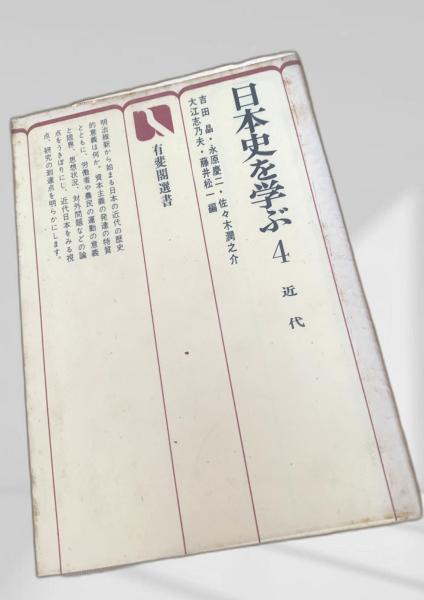 日本史を学ぶ 4 近代
吉田 晶・永原慶二・佐々木潤之介
大江志乃夫・藤井松一 編
有斐閣選書
明治維新から始まる日本の近代の歴史
的意義は何か。資本主義の発達の特質
とともに、労働者や農民の運動の意義
と限界、思想状況、対外問題などの論
点をうきぼりにし、近代日本をみる視
点、研究の到達点を明らかにします。